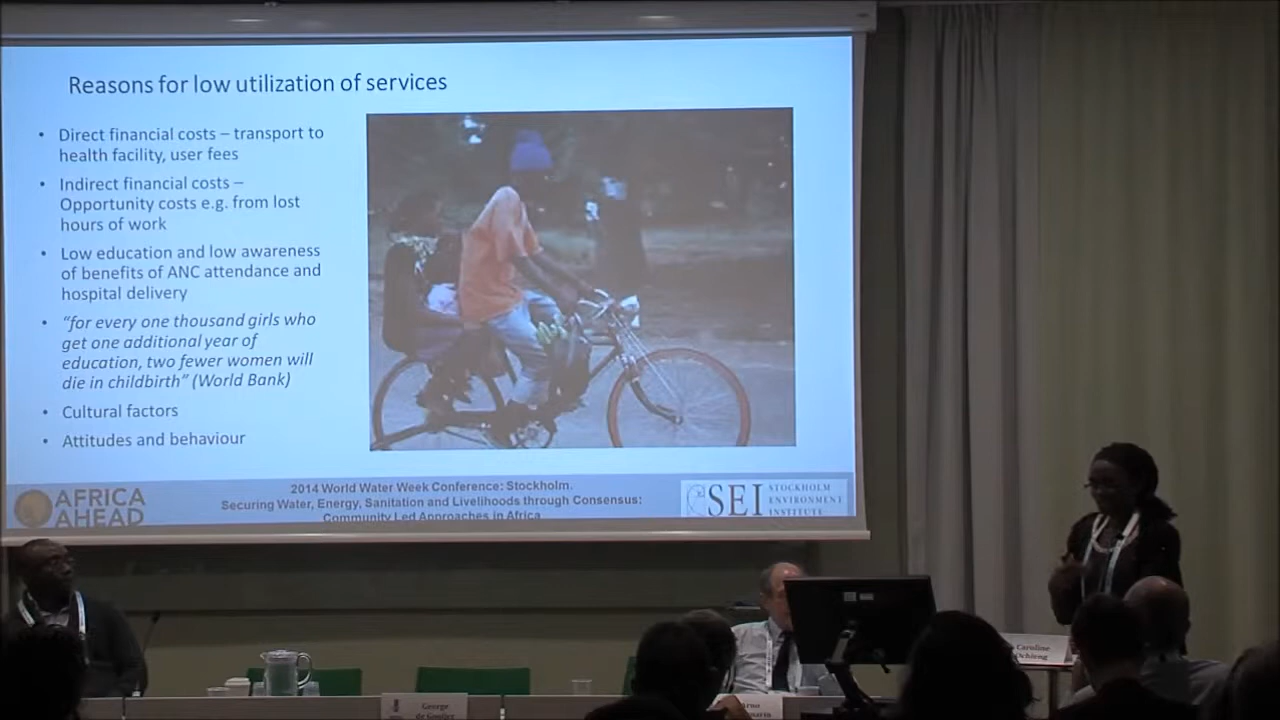 Reasons for low utilization of services
• Direct financial costs – transport to
health facility, user fees
• Indirect financial costs –
Opportunity costs e.g. from lost
hours of work
• Low education and low awareness
of benefits of ANC attendance and
hospital delivery
• “for every one thousand girls who
get one additional year of
education, two fewer women will
die in childbirth” (World Bank)
• Cultural factors
• Attitudes and behaviour
AFRICA
AHEAD
2014 World Water Week Conference: Stockholm.
Securing Water, Energy, Sanitation and Livelihoods through Consensus:
Community Led Approaches in Africa
SEI
STOCKHOLM
ENVIRONMENT
INSTITUTE
Caroline
Ochieng
George